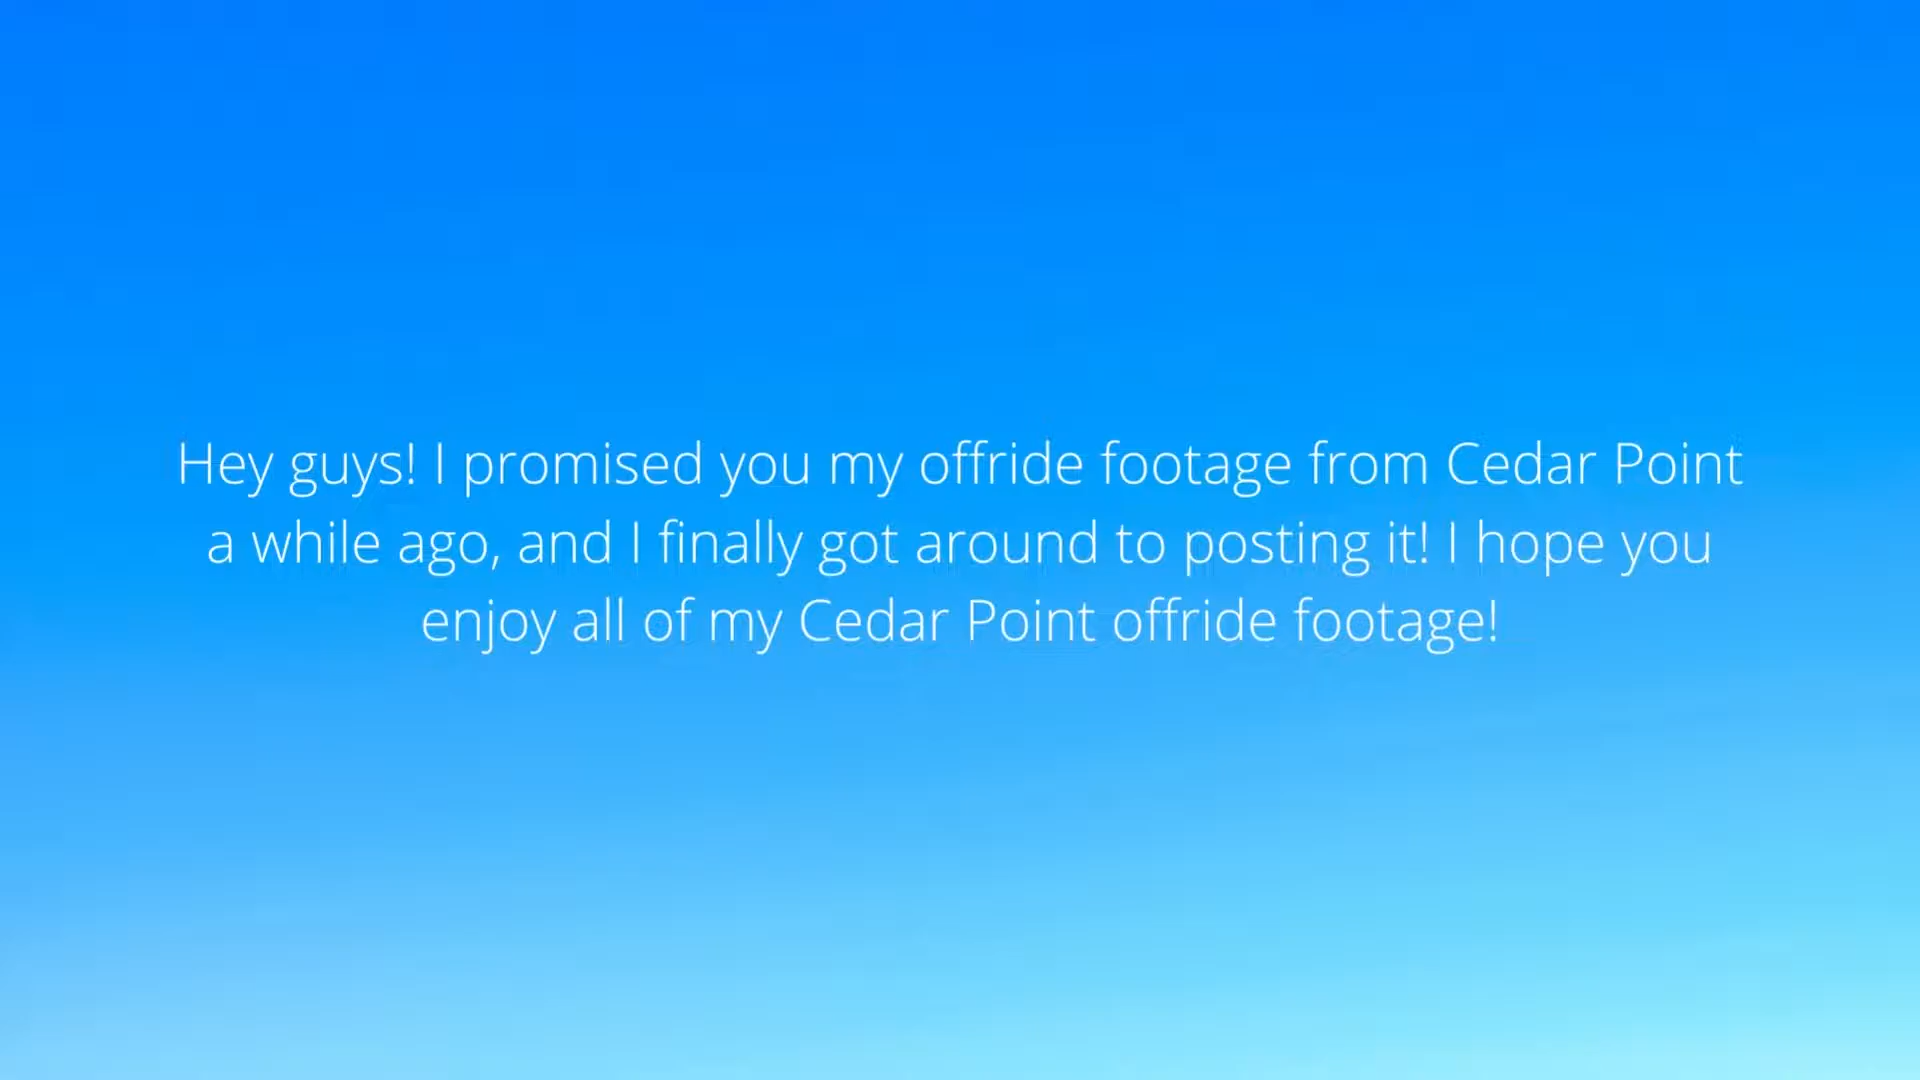 Hey guys! I promised you my offride footage from Cedar Point
a while ago, and I finally got around to posting it! I hope you
enjoy all of my Cedar Point offride footage!